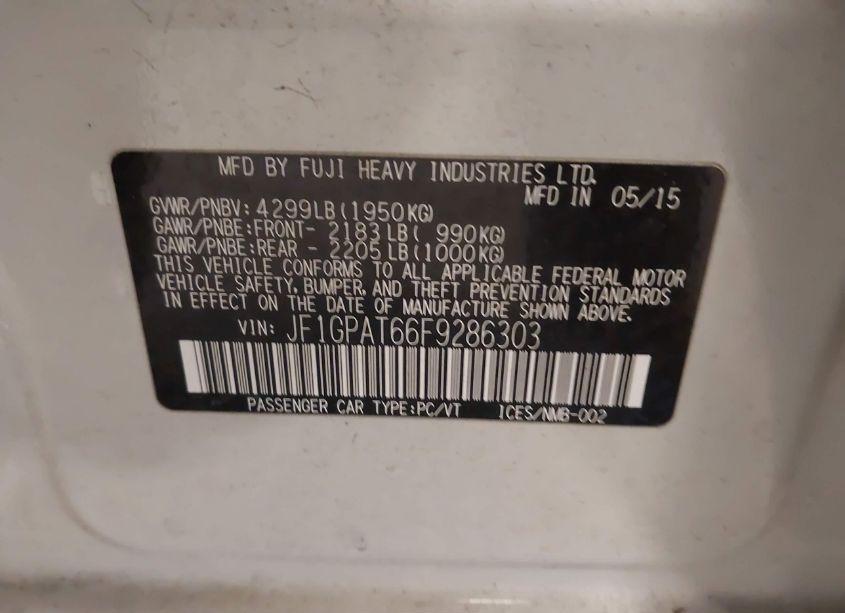 MFD BY FUJI HEAVY INDUSTRIES LTD.
MFD IN 05/15
GVWR/PNBV: 4299LB(1950KG)
GAWR/PNBE:FRONT- 2183LB( 990KG)
GAWR/PNBE:REAR - 2205LB(1000KG)
THIS VEHICLE CONFORMS TO ALL APPLICABLE FEDERAL MOTOR
VEHICLE SAFETY, BUMPER, AND THEFT PREVENTION STANDARDS
IN EFFECT ON THE DATE OF MANUFACTURE SHOWN ABOVE.
VIN: JF1GPAT66F9286303
PASSENGER CAR TYPE:PC/VT ICES/NMB-002